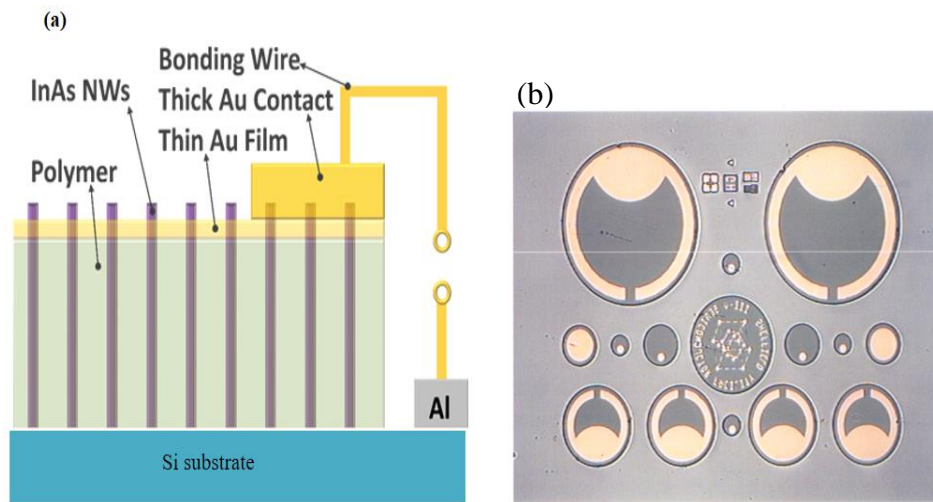 (a)
Bonding Wire
InAs NWs
Thick Au Contact
Thin Au Film
Polymer
Al
Si substrate
(b)